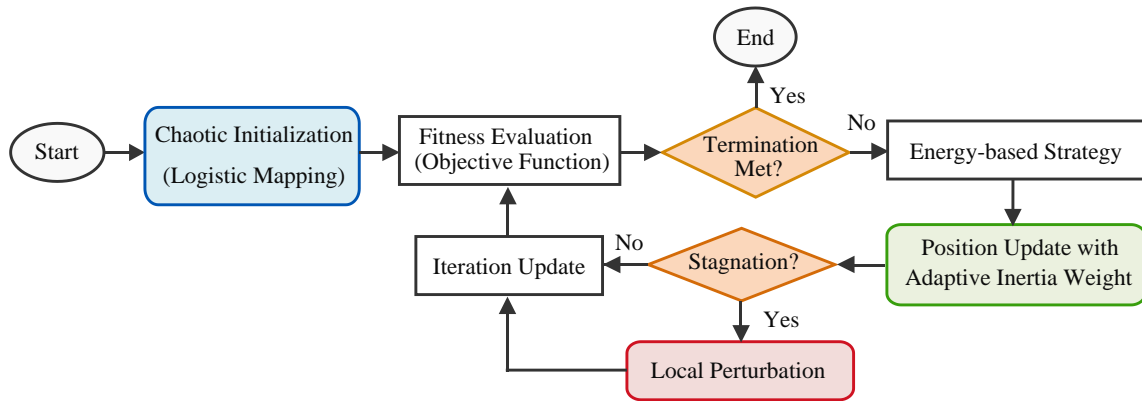 End
Yes
Start
Chaotic Initialization
(Logistic Mapping)
Fitness Evaluation
(Objective Function)
Termination
Met?
No
Energy-based Strategy
Position Update with
Adaptive Inertia Weight
Stagnation?
No
Iteration Update
Yes
Local Perturbation